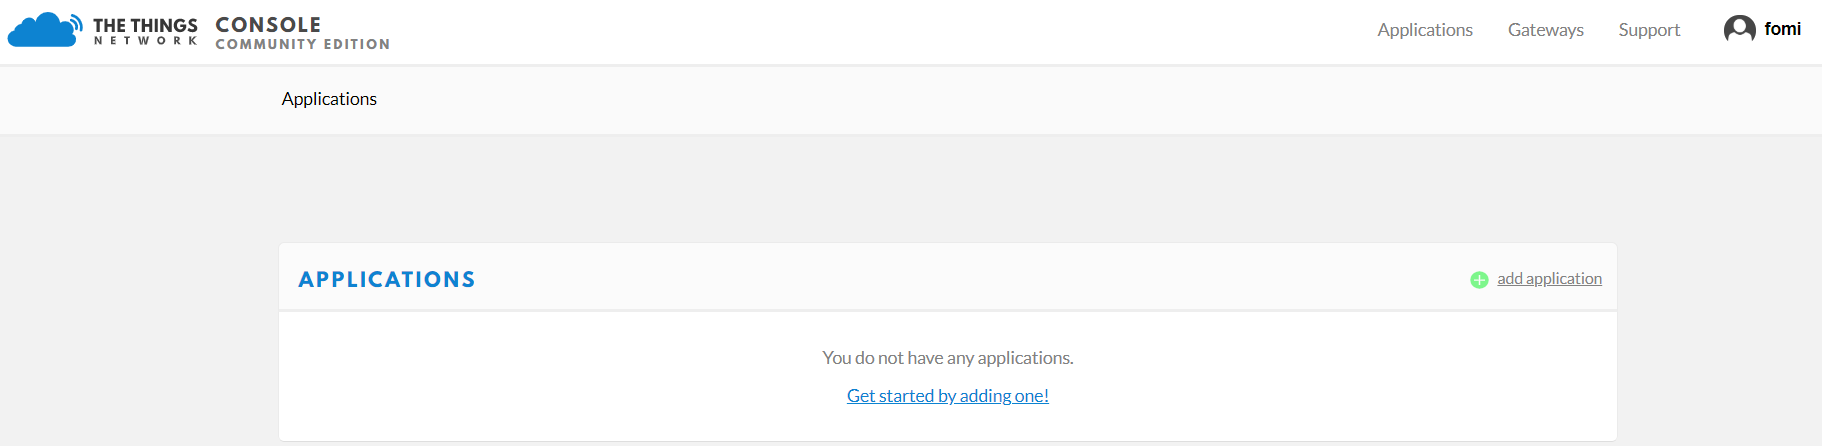 THE THINGS NETWORK CONSOLE COMMUNITY EDITION Applications Gateways Support fomi
Applications
APPLICATIONS add application
You do not have any applications.
Get started by adding one!